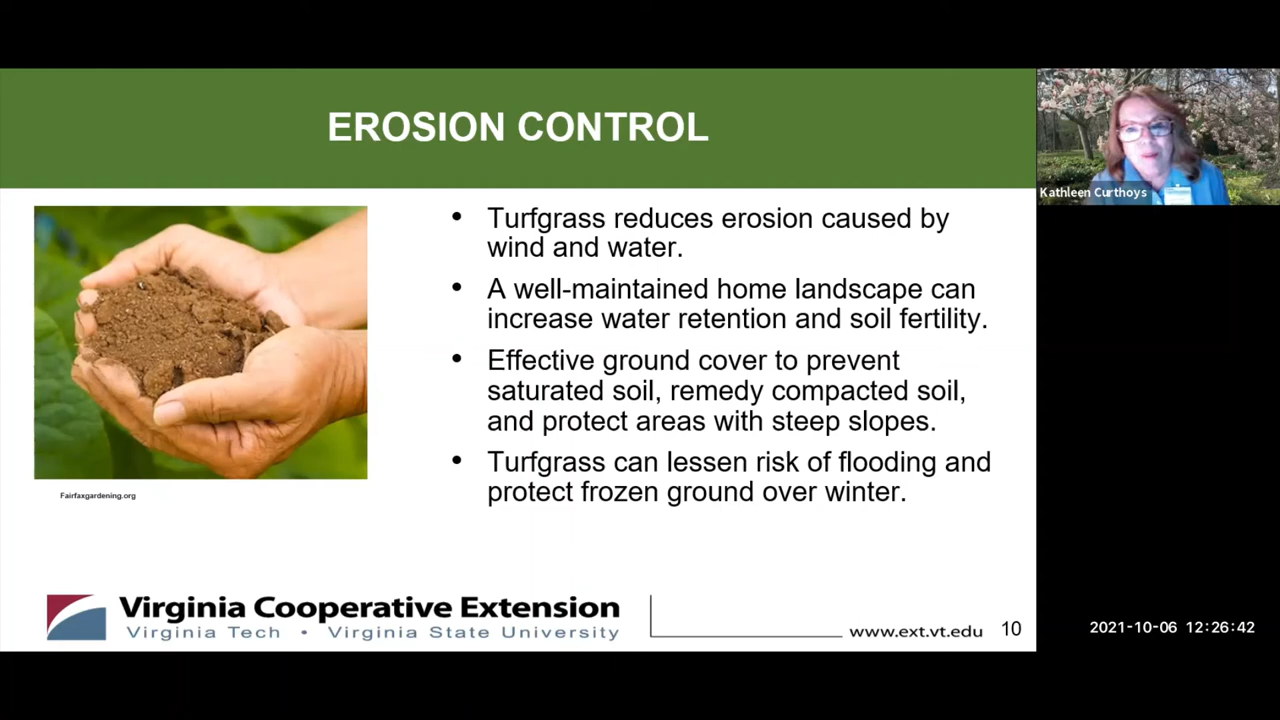 EROSION CONTROL
Kathleen Curthoys
• Turfgrass reduces erosion caused by
wind and water.
• A well-maintained home landscape can
increase water retention and soil fertility.
• Effective ground cover to prevent
saturated soil, remedy compacted soil,
and protect areas with steep slopes.
• Turfgrass can lessen risk of flooding and
protect frozen ground over winter.
Fairfaxgardening.org
Virginia Cooperative Extension
Virginia Tech • Virginia State University
www.ext.vt.edu 10
2021-10-06 12:26:42